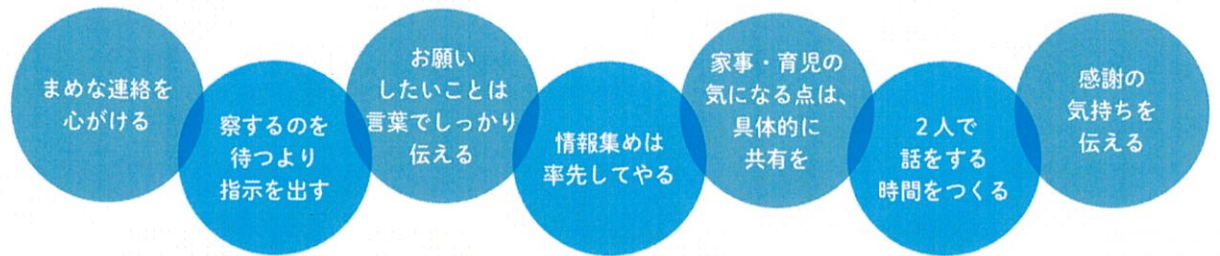 まめな連絡を
心がける
察するのを
待つより
指示を出す
お願い
したいことは
言葉でしっかり
伝える
情報集めは
率先してやる
家事・育児の
気になる点は、
具体的に
共有を
2人で
話をする
時間をつくる
感謝の
気持ちを
伝える